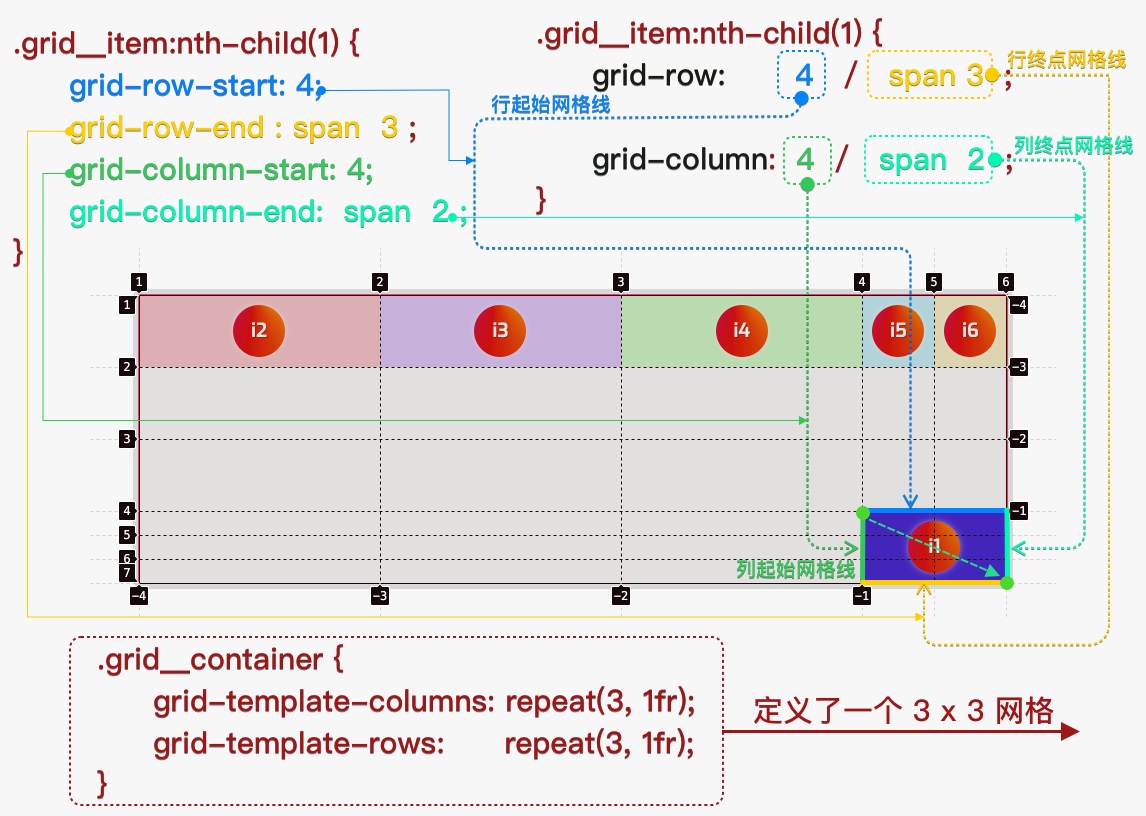 .grid__item:nth-child(1) {
grid-row-start: 4;
grid-row-end : span 3 ;
grid-column-start: 4;
grid-column-end: span 2 ;
}
.grid__item:nth-child(1) {
grid-row: 4 / span 3 ;
行终点网格线
行起始网格线
grid-column: 4 / span 2 ;
列终点网格线
}
1 2 3 4 5 6
1 -4
i2 i3 i4 i5 i6
2 -3
3 -2
4 -1
5
i1
6
7
列起始网格线
-4 -3 -2 -1
.grid__container {
grid-template-columns: repeat(3, 1fr);
grid-template-rows: repeat(3, 1fr);
}
定义了一个 3 x 3 网格